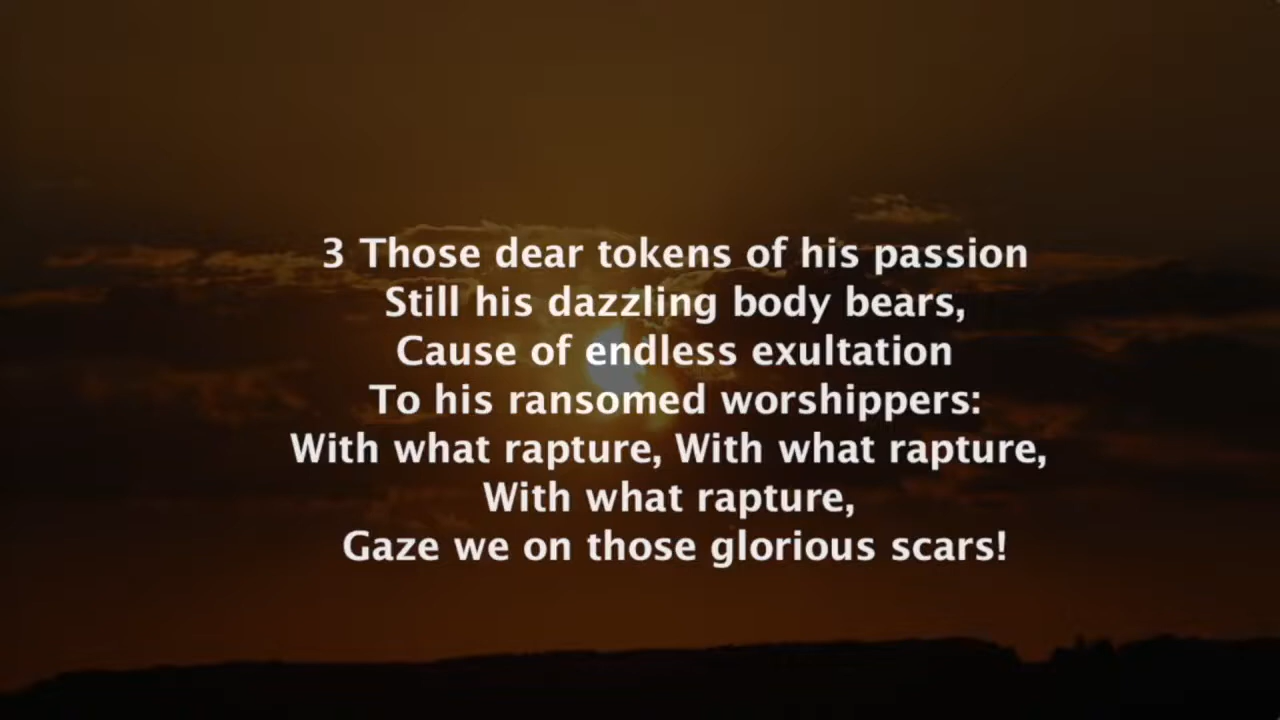 3 Those dear tokens of his passion
Still his dazzling body bears,
Cause of endless exultation
To his ransomed worshippers:
With what rapture, With what rapture,
With what rapture,
Gaze we on those glorious scars!